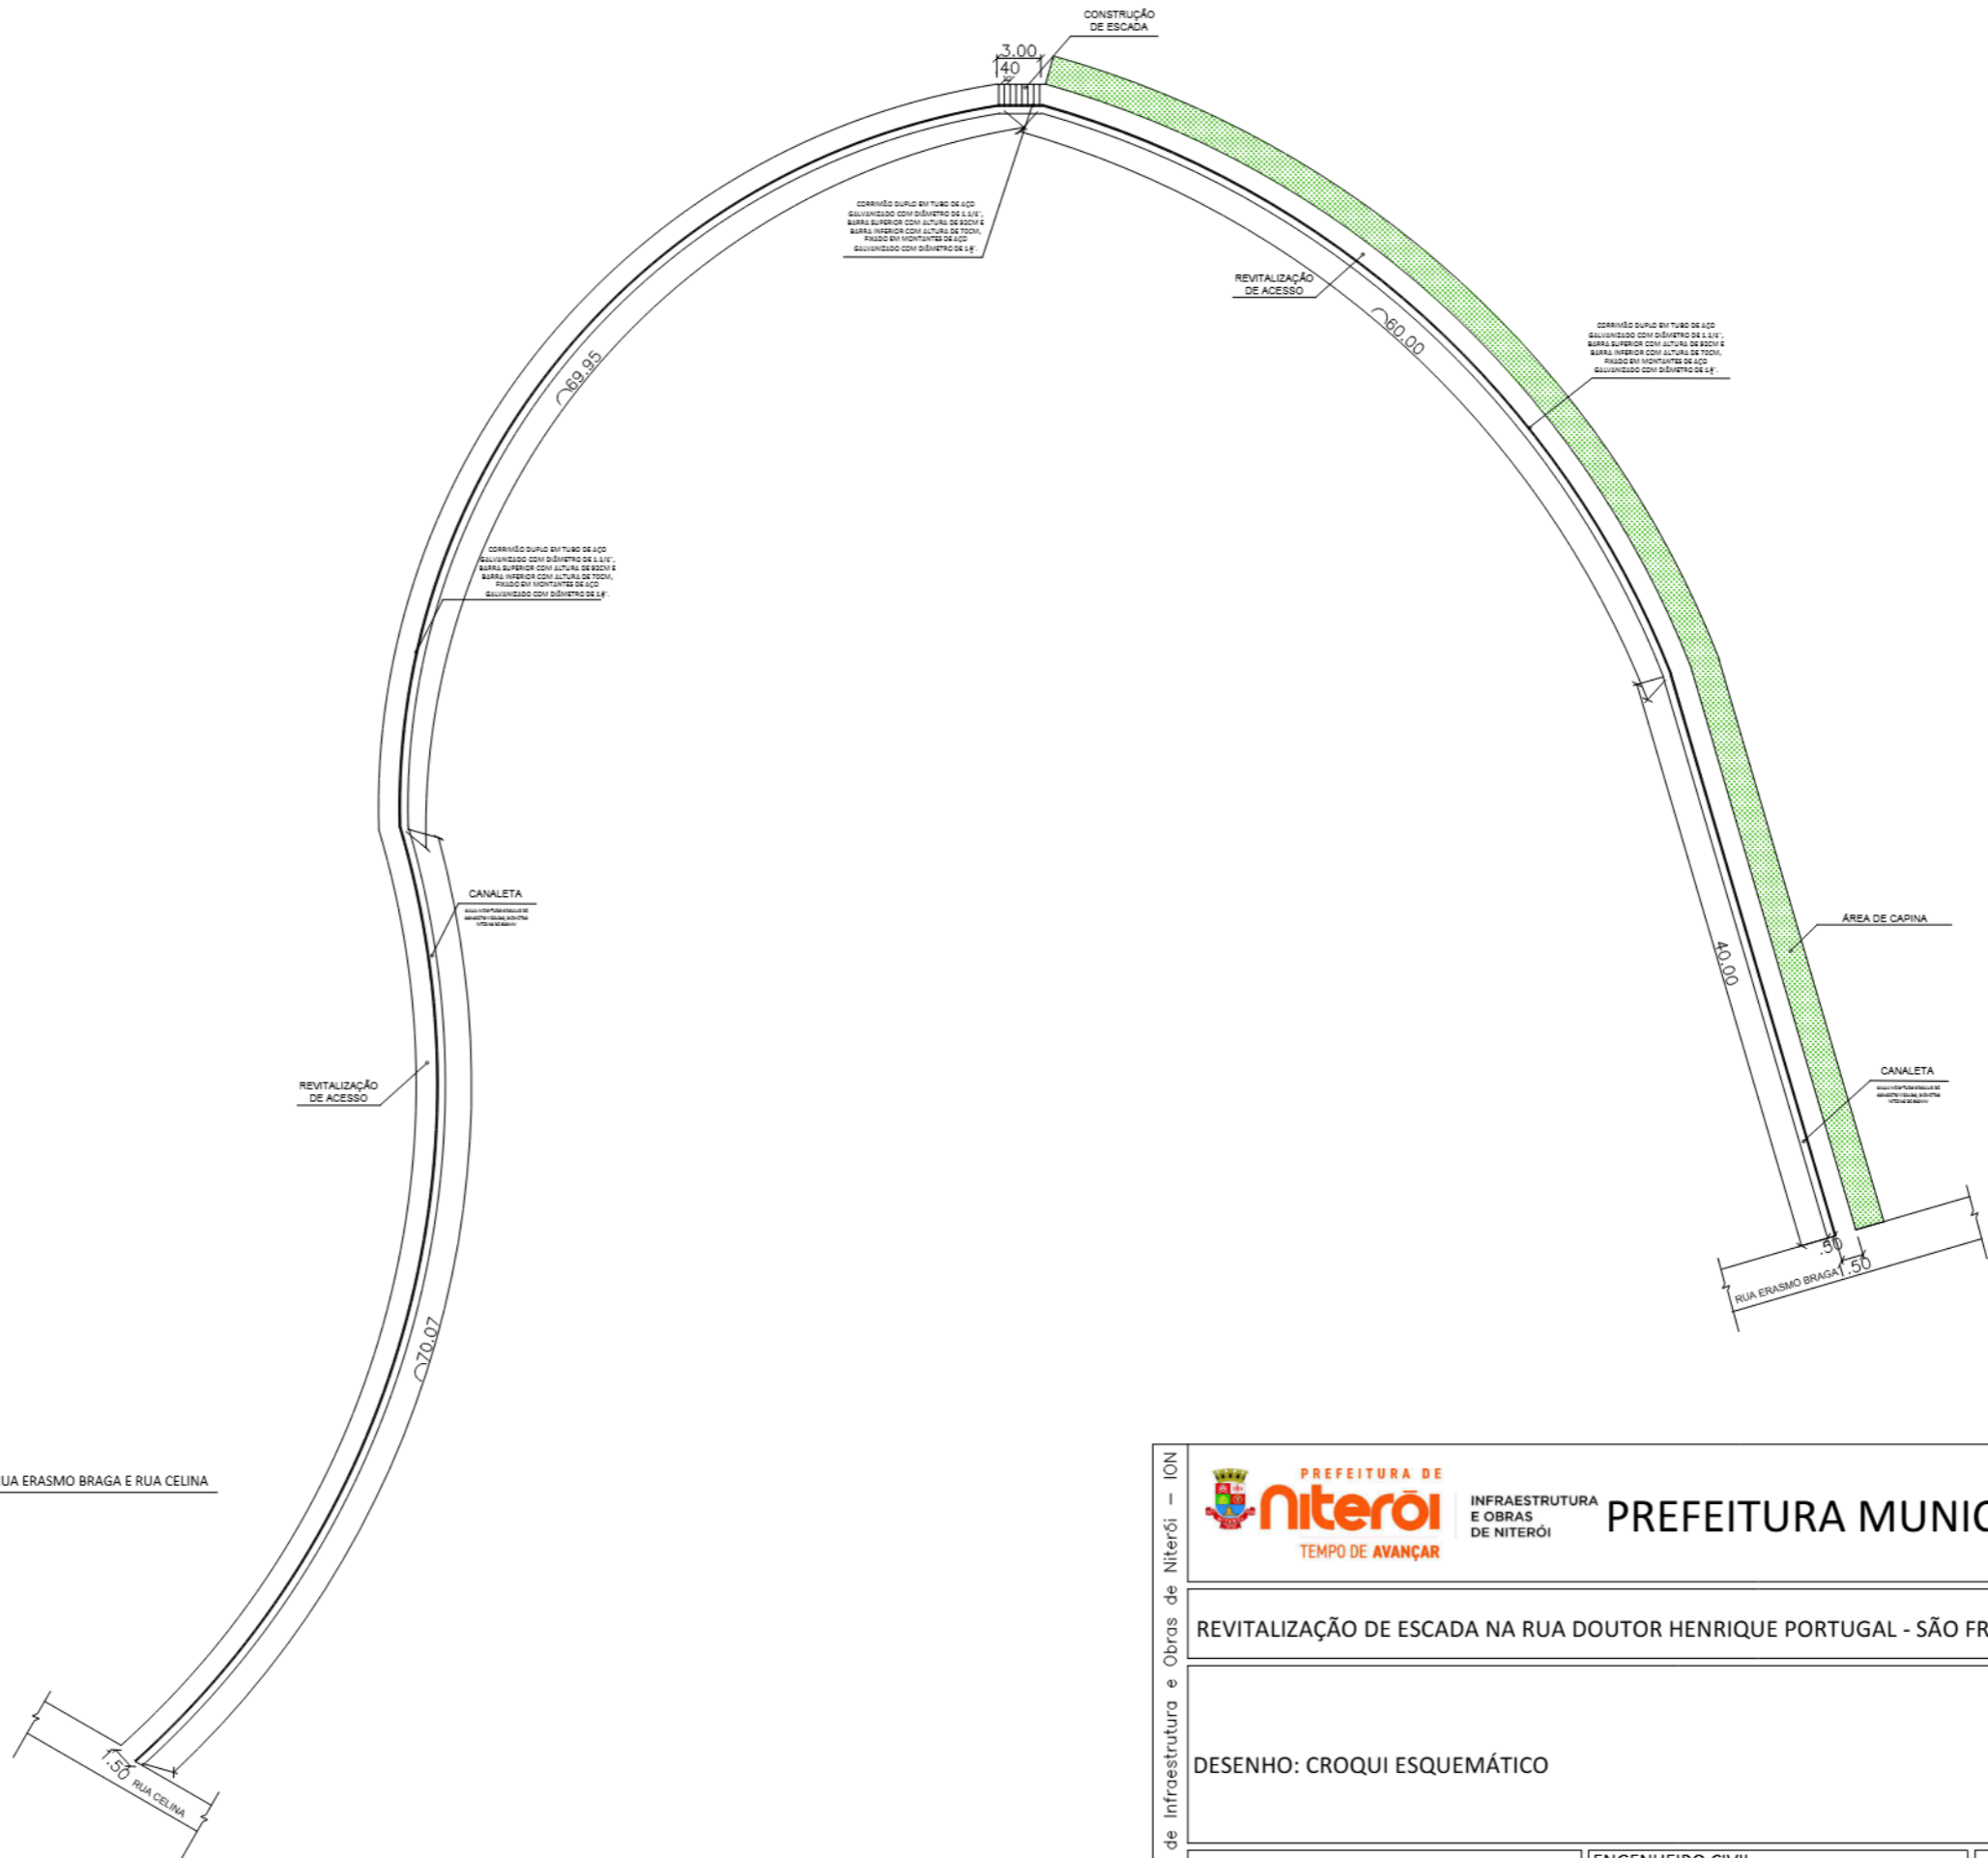 CONSTRUÇÃO
DE ESCADA
3.00
40
CORRIMÃO DUPLO EM TUBO DE AÇO
GALVANIZADO COM DIÂMETRO DE 1.1/2",
BARRA SUPERIOR COM ALTURA DE 92CM E
BARRA INFERIOR COM ALTURA DE 70CM,
FIXADO EM MONTANTES DE AÇO
GALVANIZADO COM DIÂMETRO DE
REVITALIZAÇÃO
DE ACESSO
60.00
CORRIMÃO DUPLO EM TUBO DE AÇO
GALVANIZADO COM DIÂMETRO DE 1.1/2",
BARRA SUPERIOR COM ALTURA DE 92CM E
BARRA INFERIOR COM ALTURA DE 70CM,
FIXADO EM MONTANTES DE AÇO
GALVANIZADO COM DIÂMETRO DE
69.95
CORRIMÃO DUPLO EM TUBO DE AÇO
GALVANIZADO COM DIÂMETRO DE 1.1/2",
BARRA SUPERIOR COM ALTURA DE 92CM E
BARRA INFERIOR COM ALTURA DE 70CM,
FIXADO EM MONTANTES DE AÇO
GALVANIZADO COM DIÂMETRO DE
CANALETA
ÁREA DE CAPINA
40.00
REVITALIZAÇÃO
DE ACESSO
CANALETA
.50
1.50
RUA ERASMO BRAGA
70.07
UA ERASMO BRAGA E RUA CELINA
1.50
RUA CELINA
de Infraestrutura e Obras de Niterói – ION
PREFEITURA DE
Niterói
TEMPO DE AVANÇAR
INFRAESTRUTURA
E OBRAS
DE NITERÓI
PREFEITURA MUNIC
REVITALIZAÇÃO DE ESCADA NA RUA DOUTOR HENRIQUE PORTUGAL - SÃO FR
DESENHO: CROQUI ESQUEMÁTICO
ENGENHEIRO CIVIL